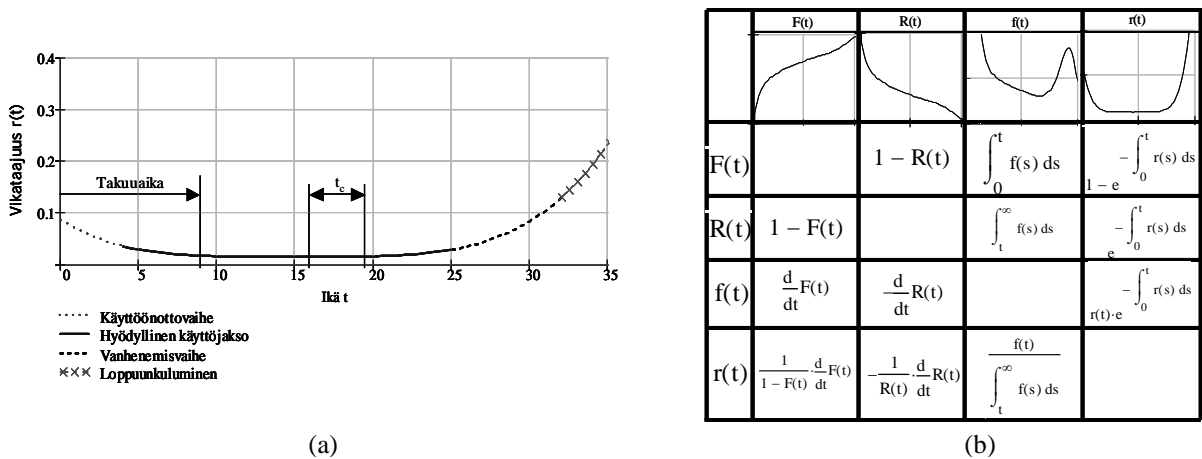 Vikataajuus r(t)
0.4
0.3
0.2
0.1
Takuuaika
t_c
0 5 10 15 20 25 30 35
Ikä t
Käyttöönottovaihe
Hyödyllinen käyttöjakso
Vanhenemisvaihe
Loppuunkuluminen
(a)
F(t) R(t) f(t) r(t)
F(t) 1 − R(t) ∫_0^t f(s) ds 1 − e^{− ∫_0^t r(s) ds}
R(t) 1 − F(t) ∫_t^∞ f(s) ds e^{− ∫_0^t r(s) ds}
f(t) d/dt F(t) − d/dt R(t) r(t)·e^{− ∫_0^t r(s) ds}
r(t) 1/(1 − F(t)) · d/dt F(t) − 1/R(t) · d/dt R(t) f(t) / ∫_t^∞ f(s) ds
(b)